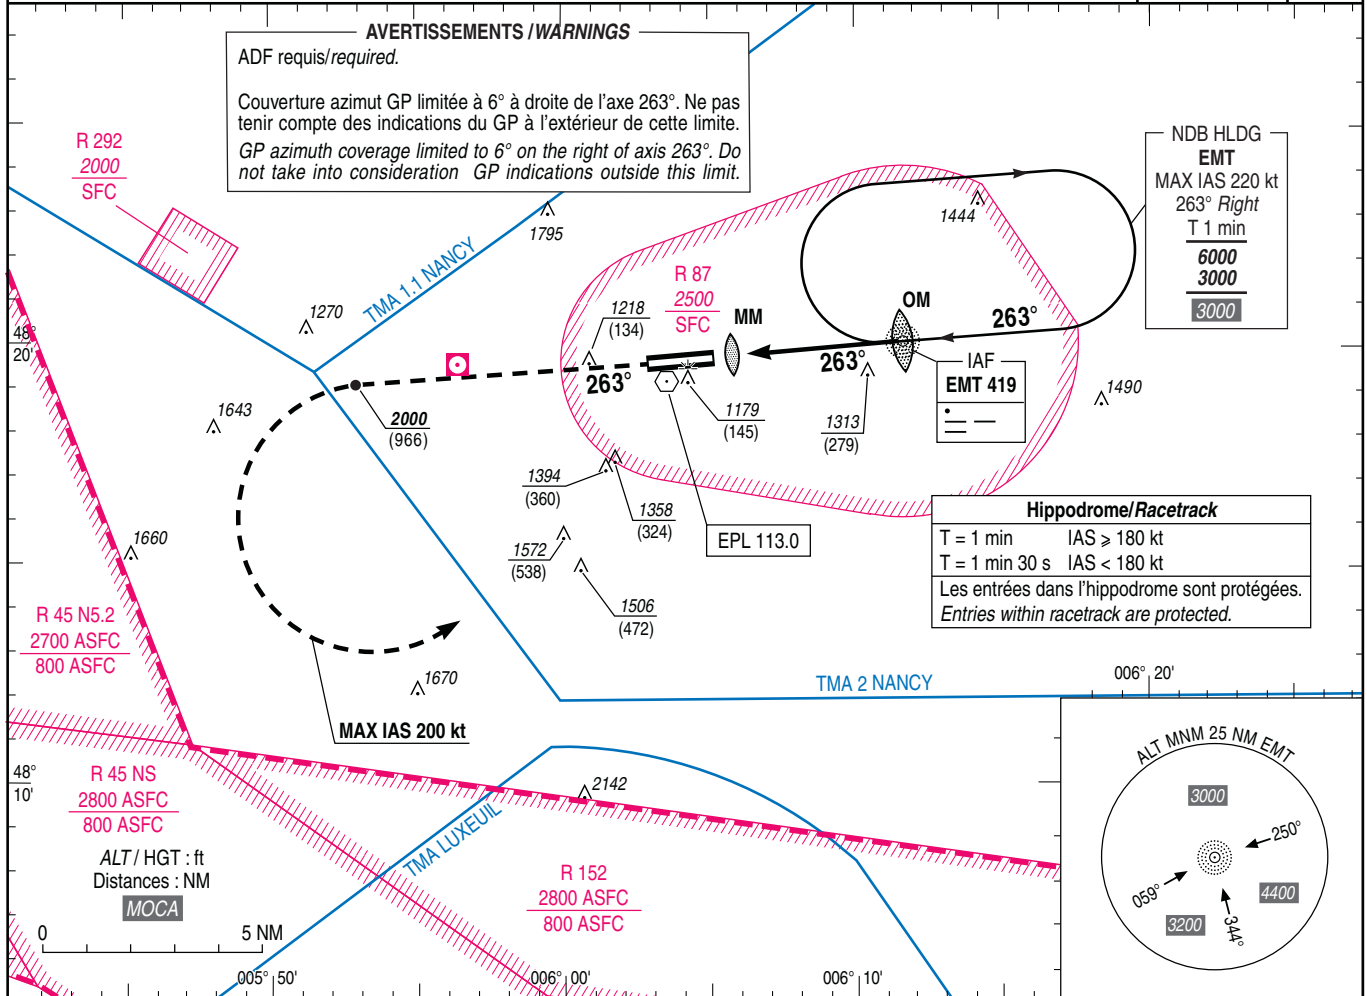 AVERTISSEMENTS / WARNINGS
ADF requis/required.
Couverture azimut GP limitée à 6° à droite de l'axe 263°. Ne pas
tenir compte des indications du GP à l'extérieur de cette limite.
GP azimuth coverage limited to 6° on the right of axis 263°. Do
not take into consideration GP indications outside this limit.
R 292
2000
SFC
NDB HLDG
EMT
MAX IAS 220 kt
263° Right
T 1 min
6000
3000
3000
1444
1795
TMA 1.1 NANCY
R 87
2500
SFC
1270
1218
(134)
MM
OM
263°
48°
20'
263°
263°
IAF
EMT 419
1490
2000
(966)
1643
1179
(145)
1313
(279)
1394
(360)
1358
(324)
EPL 113.0
1572
(538)
1506
(472)
1660
Hippodrome/Racetrack
T = 1 min IAS ⩾ 180 kt
T = 1 min 30 s IAS < 180 kt
Les entrées dans l'hippodrome sont protégées.
Entries within racetrack are protected.
R 45 N5.2
2700 ASFC
800 ASFC
1670
MAX IAS 200 kt
TMA 2 NANCY
006° 20'
48°
10'
R 45 NS
2800 ASFC
800 ASFC
2142
TMA LUXEUIL
ALT / HGT : ft
Distances : NM
MOCA
0 5 NM
R 152
2800 ASFC
800 ASFC
ALT MNM 25 NM EMT
3000
250°
059°
4400
3200
344°
005° 50'
006° 00'
006° 10'